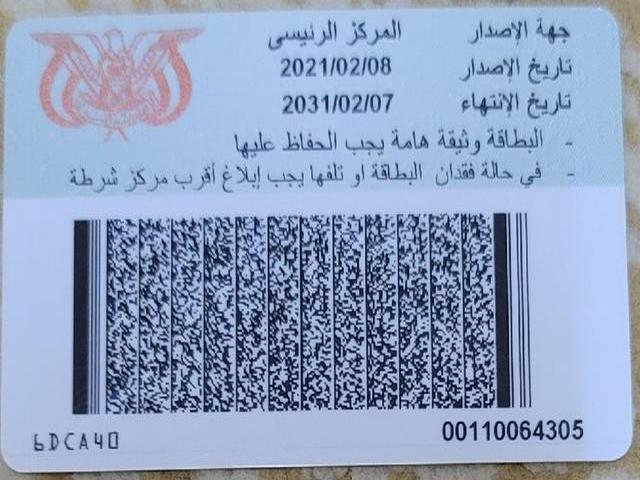 جهة الإصدار المركز الرئيسى
تاريخ الإصدار 2021/02/08
تاريخ الإنتهاء 2031/02/07
- البطاقة وثيقة هامة يجب الحفاظ عليها
- في حالة فقدان البطاقة او تلفها يجب إبلاغ أقرب مركز شرطة
00110064305
6DCA40